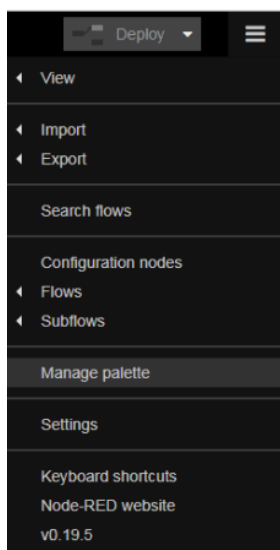 Deploy
View
Import
Export
Search flows
Configuration nodes
Flows
Subflows
Manage palette
Settings
Keyboard shortcuts
Node-RED website
v0.19.5